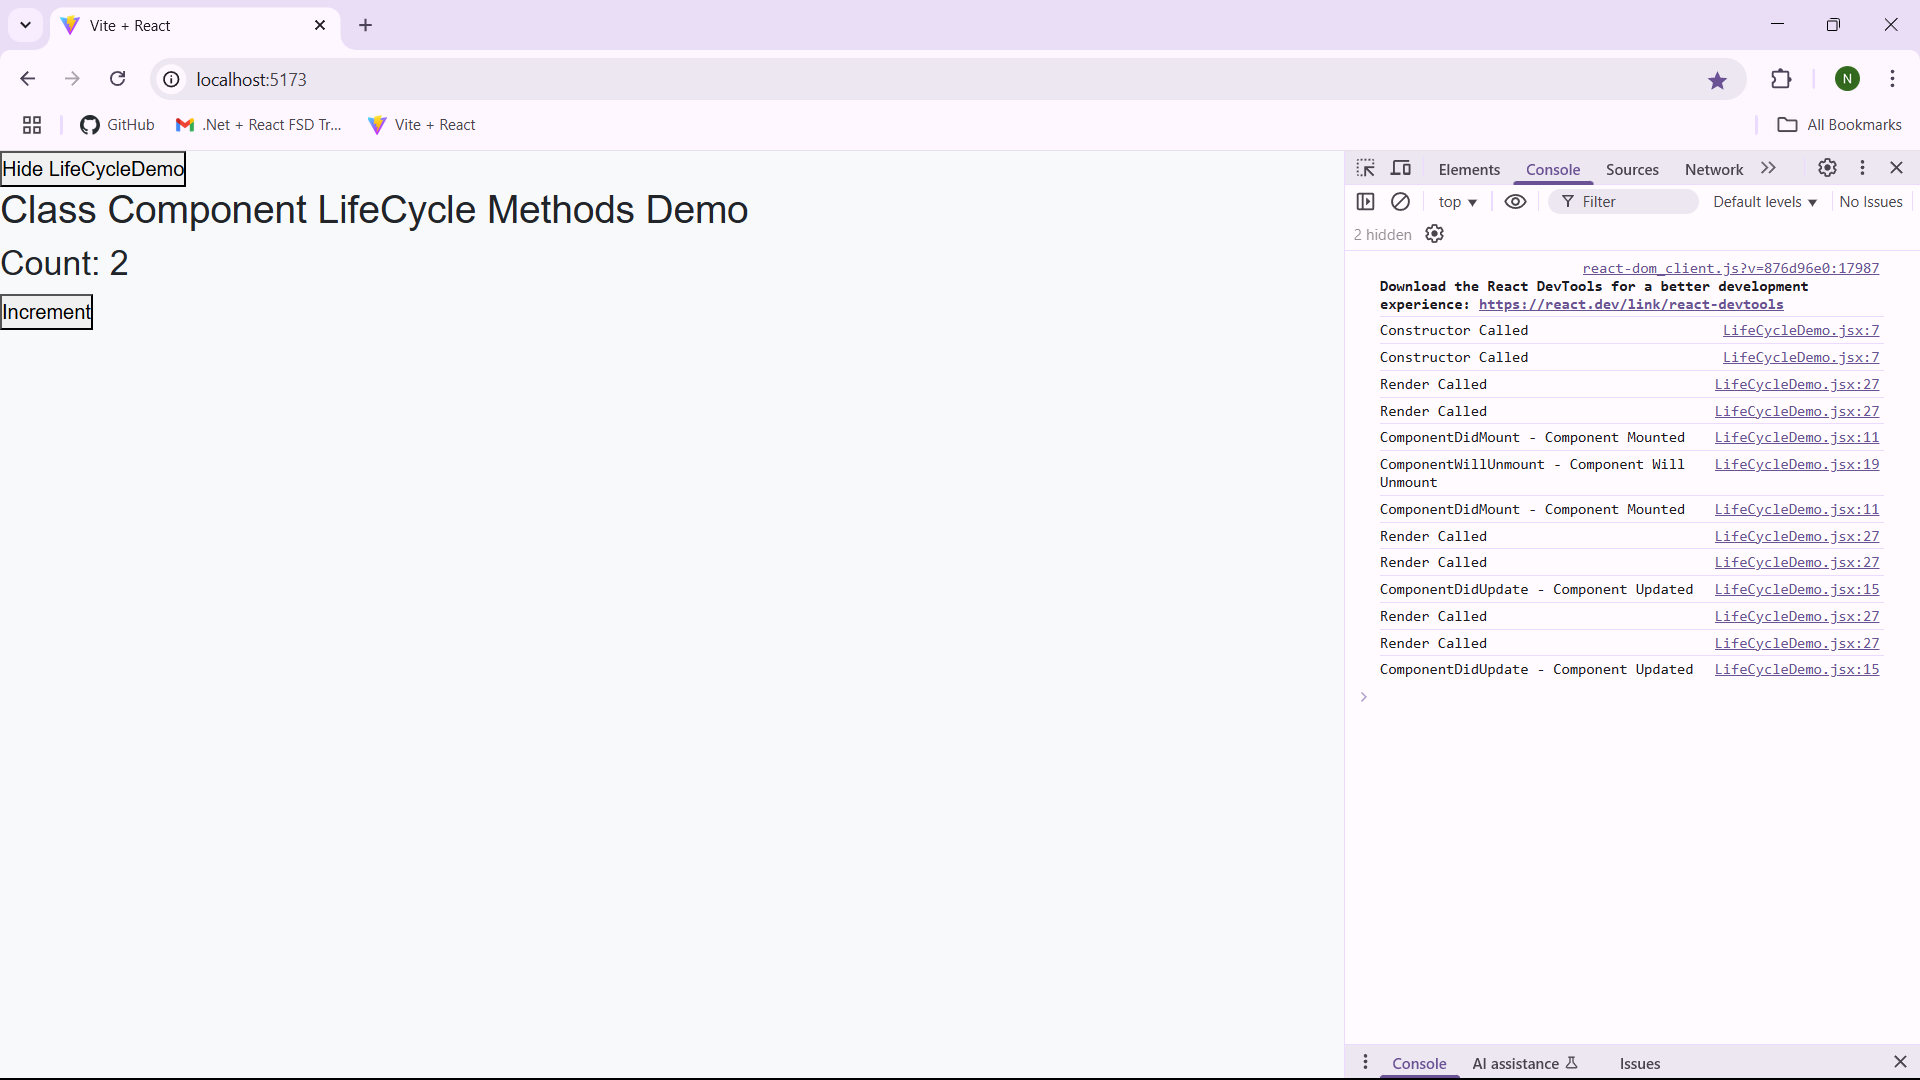 Vite + React
localhost:5173
N
GitHub
.Net + React FSD Tr...
Vite + React
All Bookmarks
Hide LifeCycleDemo
Class Component LifeCycle Methods Demo
Count: 2
Increment
Elements Console Sources Network
top Filter Default levels No Issues
2 hidden
react-dom_client.js?v=876d96e0:17987
Download the React DevTools for a better development
experience: https://react.dev/link/react-devtools
Constructor Called LifeCycleDemo.jsx:7
Constructor Called LifeCycleDemo.jsx:7
Render Called LifeCycleDemo.jsx:27
Render Called LifeCycleDemo.jsx:27
ComponentDidMount - Component Mounted LifeCycleDemo.jsx:11
ComponentWillUnmount - Component Will LifeCycleDemo.jsx:19
Unmount
ComponentDidMount - Component Mounted LifeCycleDemo.jsx:11
Render Called LifeCycleDemo.jsx:27
Render Called LifeCycleDemo.jsx:27
ComponentDidUpdate - Component Updated LifeCycleDemo.jsx:15
Render Called LifeCycleDemo.jsx:27
Render Called LifeCycleDemo.jsx:27
ComponentDidUpdate - Component Updated LifeCycleDemo.jsx:15
Console AI assistance Issues